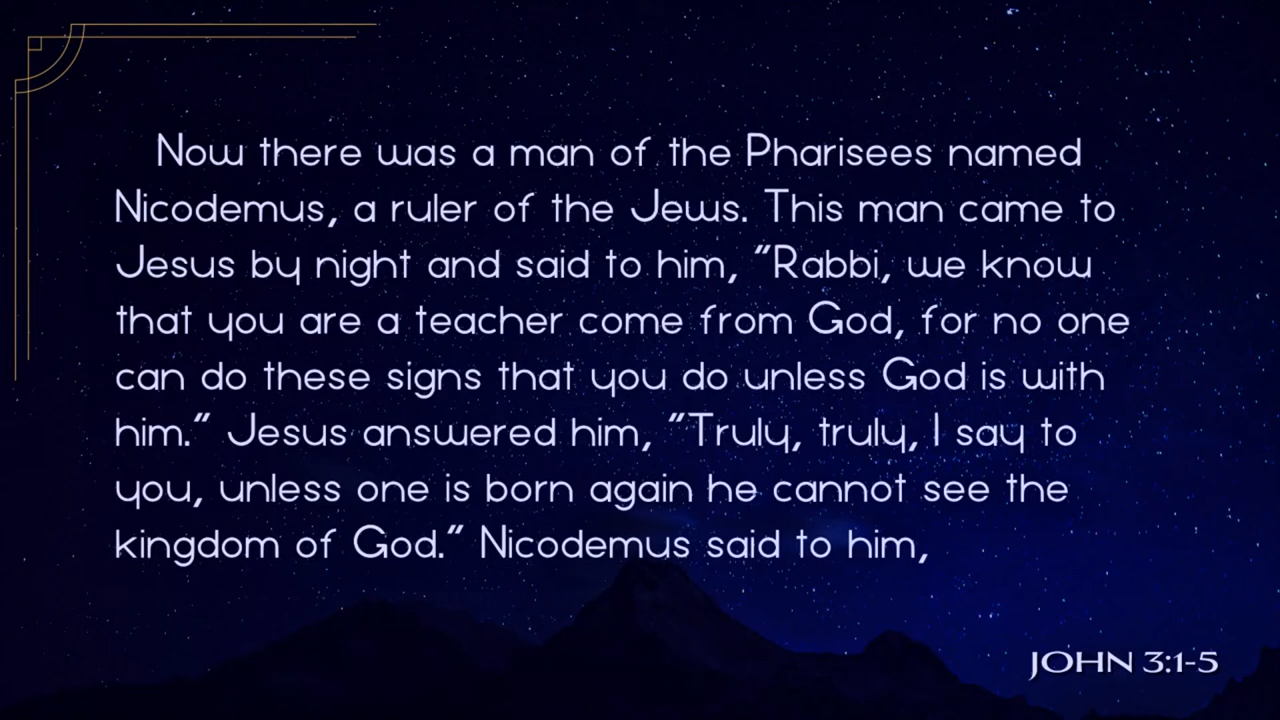 Now there was a man of the Pharisees named
Nicodemus, a ruler of the Jews. This man came to
Jesus by night and said to him, “Rabbi, we know
that you are a teacher come from God, for no one
can do these signs that you do unless God is with
him.” Jesus answered him, “Truly, truly, I say to
you, unless one is born again he cannot see the
kingdom of God.” Nicodemus said to him,
JOHN 3:1-5